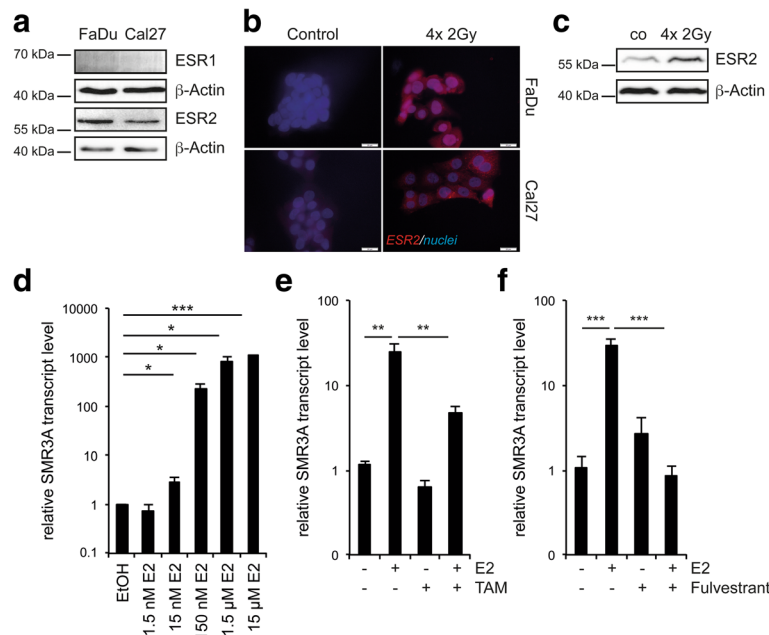 a
FaDu Cal27
70 kDa
ESR1
40 kDa
β-Actin
55 kDa
ESR2
40 kDa
β-Actin
b
Control
4x 2Gy
FaDu
Cal27
ESR2/nuclei
c
co 4x 2Gy
55 kDa
ESR2
40 kDa
β-Actin
d
relative SMR3A transcript level
10000
1000
100
10
1
0.1
***
*
*
*
EtOH
1.5 nM E2
15 nM E2
150 nM E2
1.5 µM E2
15 µM E2
e
relative SMR3A transcript level
100
10
1
0
** **
- + - + E2
- - + + TAM
f
relative SMR3A transcript level
100
10
1
0
*** ***
- + - + E2
- - + + Fulvestrant